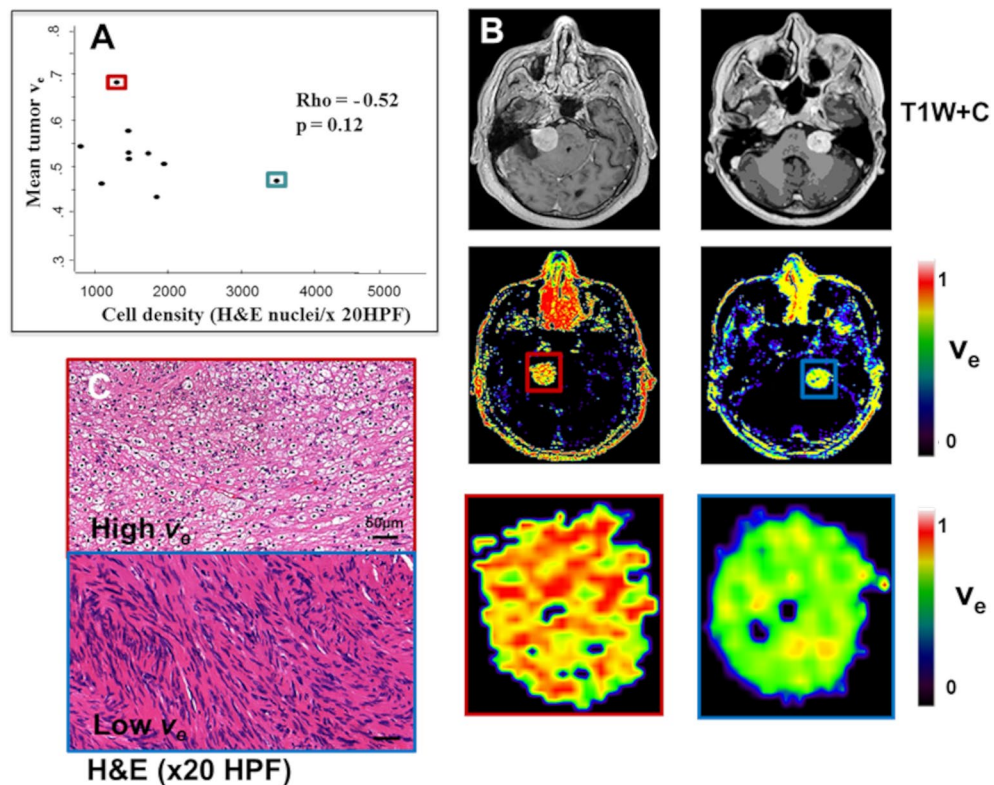 A
.8
.7
.6
.5
.4
.3
Mean tumor vₑ
Rho = - 0.52
p = 0.12
1000 2000 3000 4000 5000
Cell density (H&E nuclei/x 20HPF)
B
T1W+C
1
vₑ
0
1
vₑ
0
C
High vₑ
50µm
Low vₑ
H&E (x20 HPF)